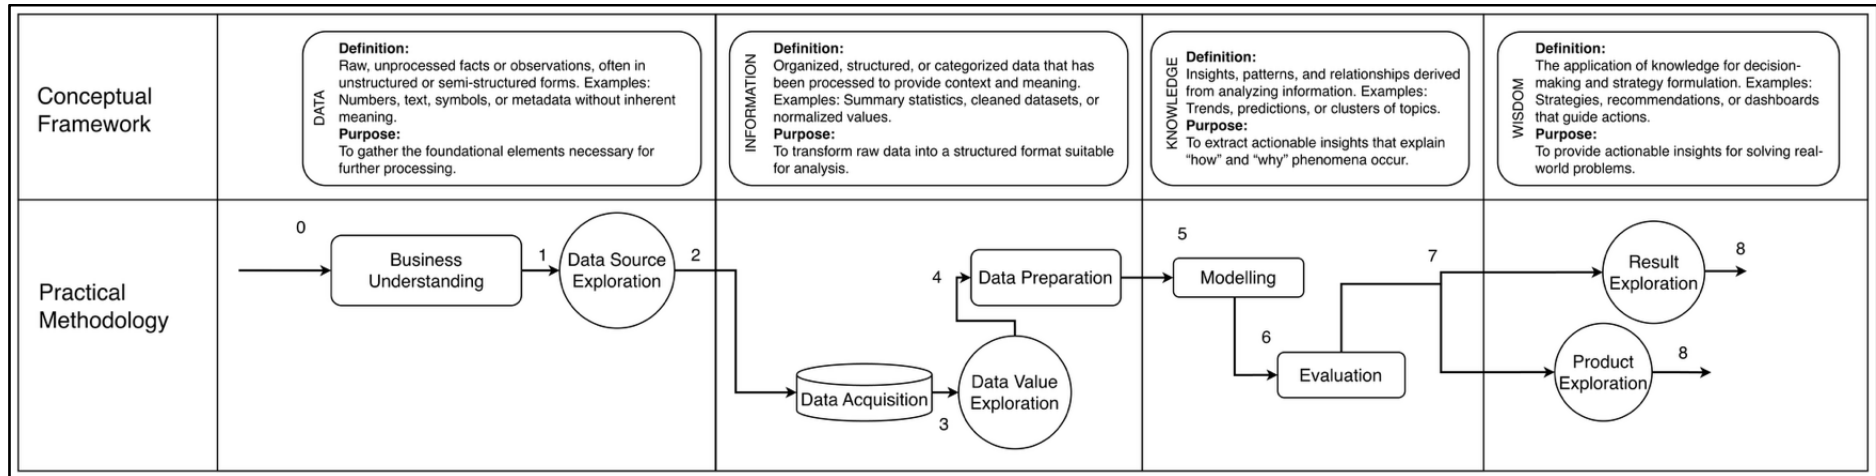 Conceptual
Framework
DATA
Definition:
Raw, unprocessed facts or observations, often in
unstructured or semi-structured forms. Examples:
Numbers, text, symbols, or metadata without inherent
meaning.
Purpose:
To gather the foundational elements necessary for
further processing.
INFORMATION
Definition:
Organized, structured, or categorized data that has
been processed to provide context and meaning.
Examples: Summary statistics, cleaned datasets, or
normalized values.
Purpose:
To transform raw data into a structured format suitable
for analysis.
KNOWLEDGE
Definition:
Insights, patterns, and relationships derived
from analyzing information. Examples:
Trends, predictions, or clusters of topics.
Purpose:
To extract actionable insights that explain
“how” and “why” phenomena occur.
WISDOM
Definition:
The application of knowledge for decision-
making and strategy formulation. Examples:
Strategies, recommendations, or dashboards
that guide actions.
Purpose:
To provide actionable insights for solving real-
world problems.
Practical
Methodology
0
Business
Understanding
1
Data Source
Exploration
2
Data Acquisition
3
Data Value
Exploration
4
Data Preparation
5
Modelling
6
Evaluation
7
Result
Exploration
8
Product
Exploration
8